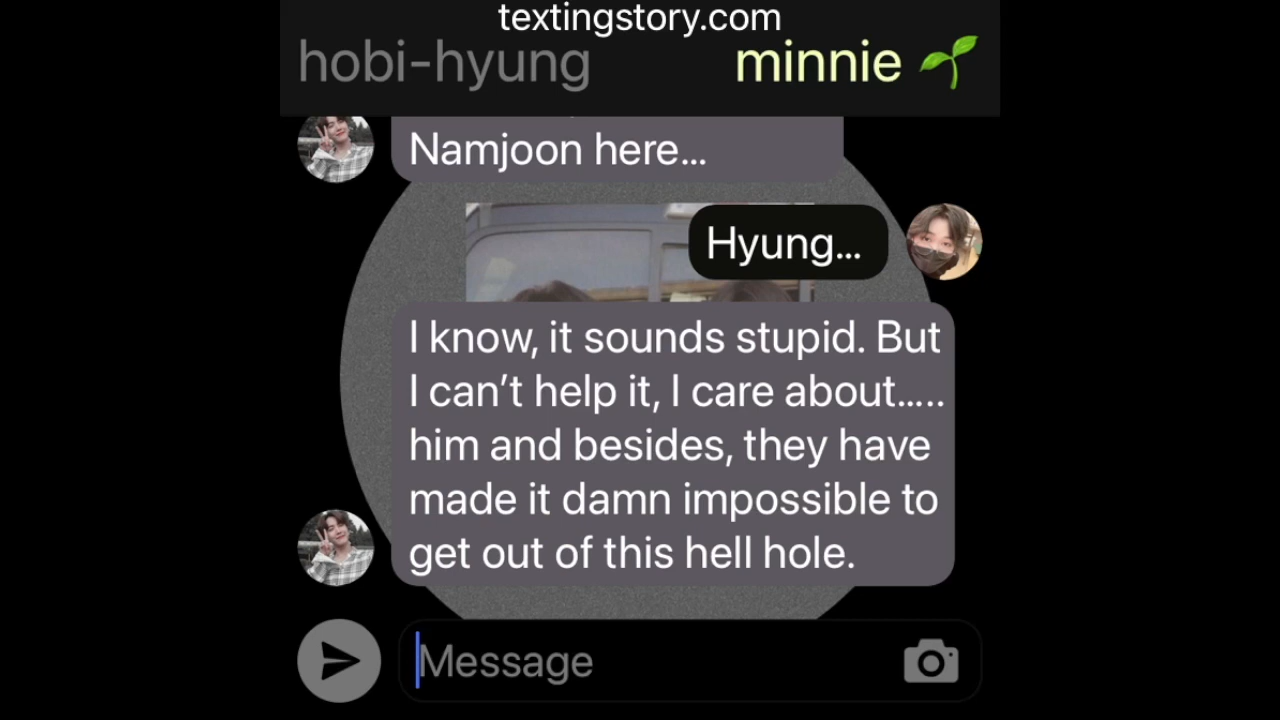 textingstory.com
hobi-hyung minnie 🌱
Namjoon here...
Hyung...
I know, it sounds stupid. But
I can’t help it, I care about.....
him and besides, they have
made it damn impossible to
get out of this hell hole.
Message